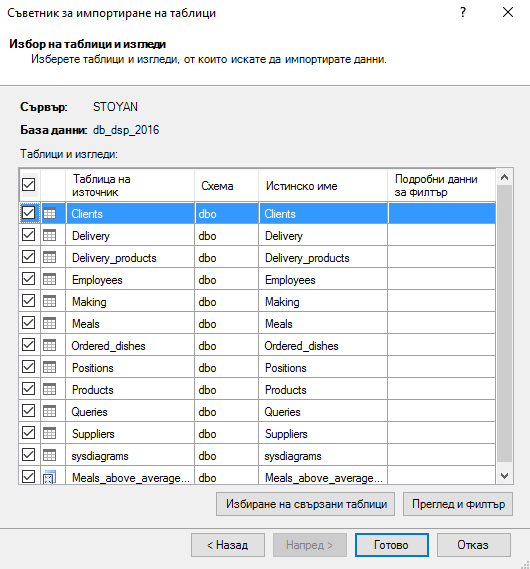 Съветник за импортиране на таблици
Избор на таблици и изгледи
Изберете таблици и изгледи, от които искате да импортирате данни.
Сървър: STOYAN
База данни: db_dsp_2016
Таблици и изгледи:
Таблица на източник Схема Истинско име Подробни данни за филтър
Clients dbo Clients
Delivery dbo Delivery
Delivery_products dbo Delivery_products
Employees dbo Employees
Making dbo Making
Meals dbo Meals
Ordered_dishes dbo Ordered_dishes
Positions dbo Positions
Products dbo Products
Queries dbo Queries
Suppliers dbo Suppliers
sysdiagrams dbo sysdiagrams
Meals_above_average... dbo Meals_above_average...
Избиране на свързани таблици Преглед и филтър
< Назад Напред > Готово Отказ